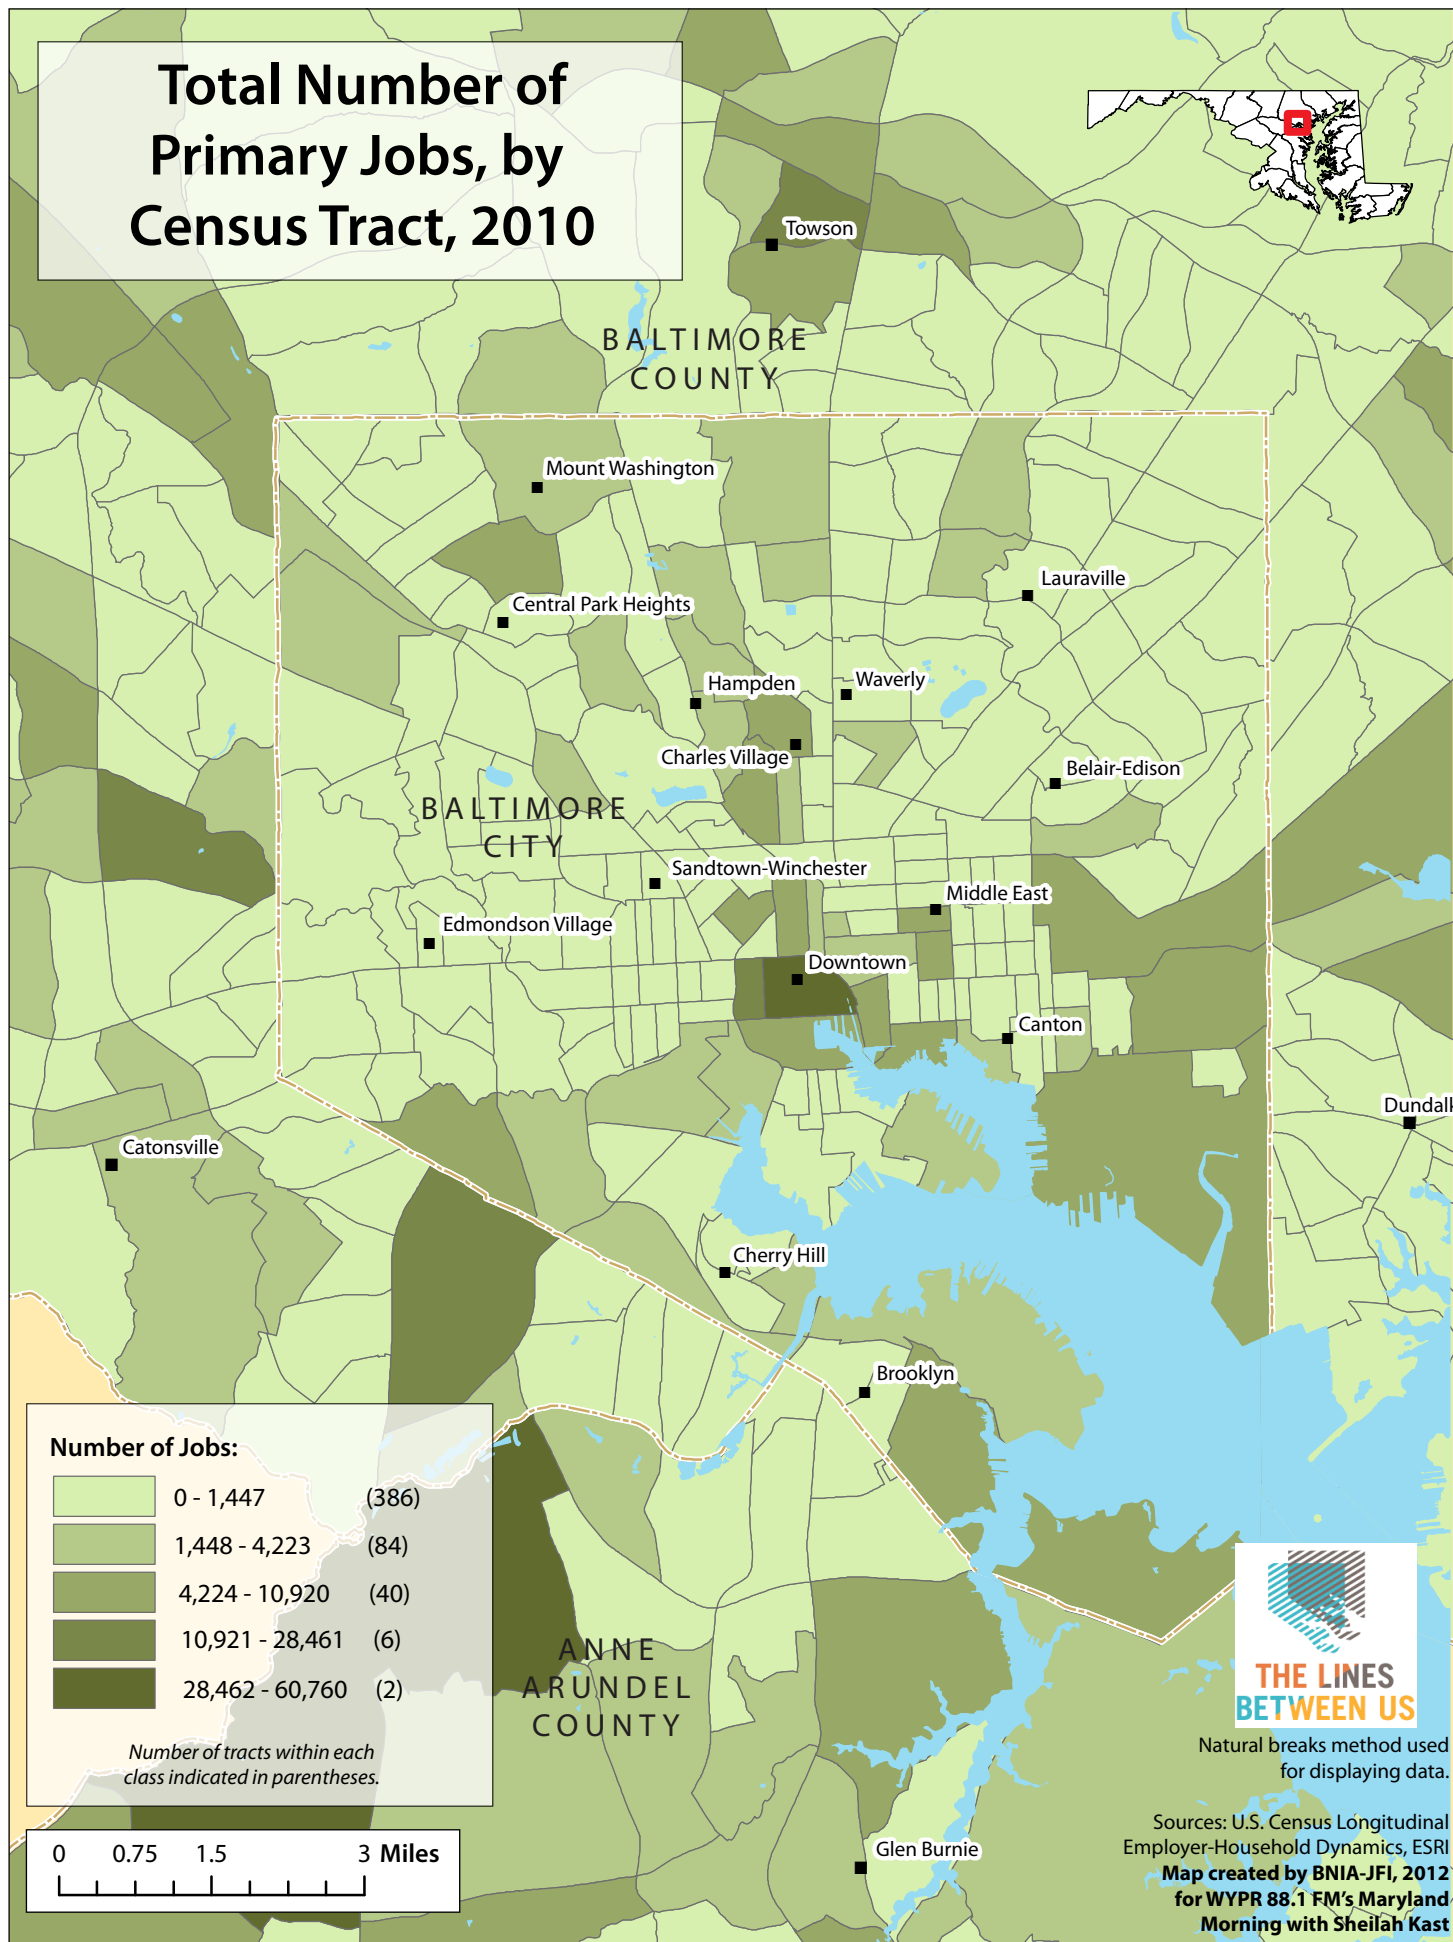 Total Number of
Primary Jobs, by
Census Tract, 2010
Towson
BALTIMORE
COUNTY
Mount Washington
Lauraville
Central Park Heights
Hampden
Waverly
Charles Village
Belair-Edison
BALTIMORE
CITY
Sandtown-Winchester
Middle East
Edmondson Village
Downtown
Canton
Dundalk
Catonsville
Cherry Hill
Brooklyn
Number of Jobs:
0 - 1,447 (386)
1,448 - 4,223 (84)
4,224 - 10,920 (40)
10,921 - 28,461 (6)
28,462 - 60,760 (2)
Number of tracts within each
class indicated in parentheses.
ANNE
ARUNDEL
COUNTY
THE LINES
BETWEEN US
Natural breaks method used
for displaying data.
0 0.75 1.5 3 Miles
Glen Burnie
Sources: U.S. Census Longitudinal
Employer-Household Dynamics, ESRI
Map created by BNIA-JFI, 2012
for WYPR 88.1 FM's Maryland
Morning with Sheilah Kast